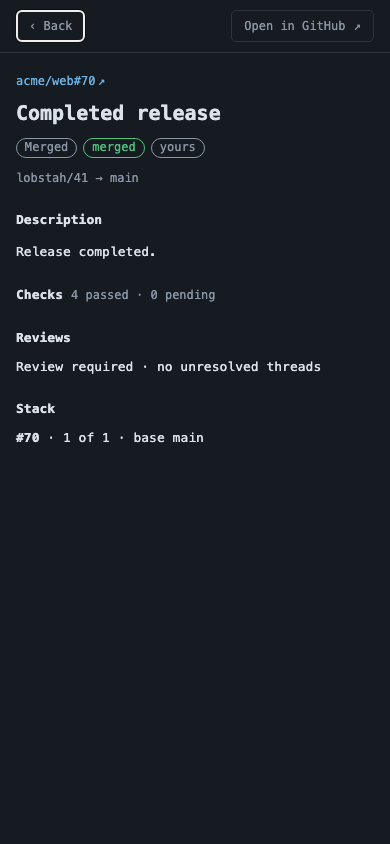 ‹ Back
Open in GitHub ↗
acme/web#70↗
Completed release
Merged merged yours
lobstah/41 → main
Description
Release completed.
Checks 4 passed · 0 pending
Reviews
Review required · no unresolved threads
Stack
#70 · 1 of 1 · base main